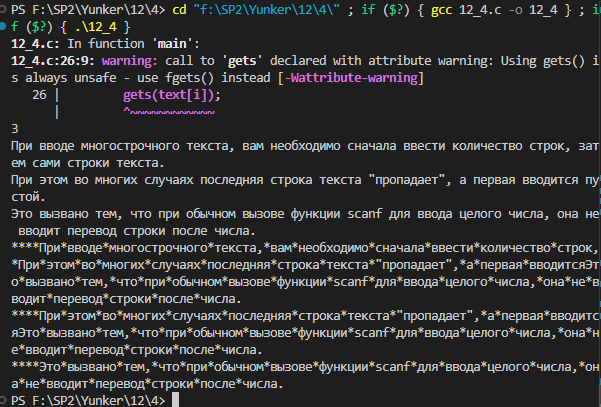 PS F:\SP2\Yunker\12\4> cd "f:\SP2\Yunker\12\4\" ; if ($?) { gcc 12_4.c -o 12_4 } ; i
f ($?) { .\12_4 }
12_4.c: In function 'main':
12_4.c:26:9: warning: call to 'gets' declared with attribute warning: Using gets() i
s always unsafe - use fgets() instead [-Wattribute-warning]
26 |         gets(text[i]);
|         ^~~~~~~~~~~~~
3
При вводе многострочного текста, вам необходимо сначала ввести количество строк, зат
ем сами строки текста.
При этом во многих случаях последняя строка текста "пропадает", а первая вводится пу
стой.
Это вызвано тем, что при обычном вызове функции scanf для ввода целого числа, она не
вводит перевод строки после числа.
****При*вводе*многострочного*текста,*вам*необходимо*сначала*ввести*количество*строк,
*При*этом*во*многих*случаях*последняя*строка*текста*"пропадает",*а*первая*вводитсяЭт
о*вызвано*тем,*что*при*обычном*вызове*функции*scanf*для*ввода*целого*числа,*она*не*в
водит*перевод*строки*после*числа.
****При*этом*во*многих*случаях*последняя*строка*текста*"пропадает",*а*первая*вводитс
яЭто*вызвано*тем,*что*при*обычном*вызове*функции*scanf*для*ввода*целого*числа,*она*н
е*вводит*перевод*строки*после*числа.
****Это*вызвано*тем,*что*при*обычном*вызове*функции*scanf*для*ввода*целого*числа,*он
а*не*вводит*перевод*строки*после*числа.
PS F:\SP2\Yunker\12\4>